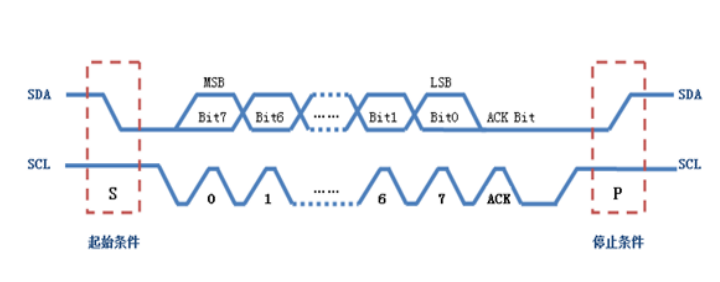 MSB LSB
SDA SDA
Bit7 Bit6 …… Bit1 Bit0 ACK Bit
SCL SCL
S 0 1 …… 6 7 ACK P
起始条件 停止条件